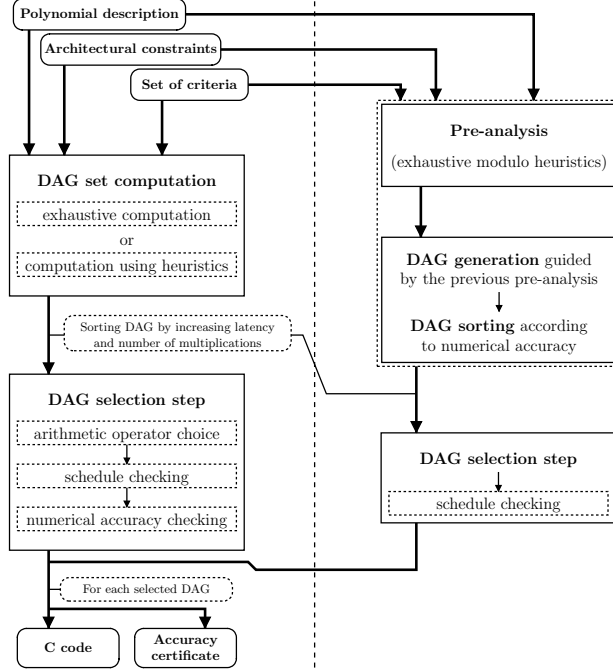 Polynomial description
Architectural constraints
Set of criteria
DAG set computation
exhaustive computation
or
computation using heuristics
Sorting DAG by increasing latency
and number of multiplications
DAG selection step
arithmetic operator choice
schedule checking
numerical accuracy checking
For each selected DAG
C code
Accuracy
certificate
Pre-analysis
(exhaustive modulo heuristics)
DAG generation guided
by the previous pre-analysis
DAG sorting according
to numerical accuracy
DAG selection step
schedule checking